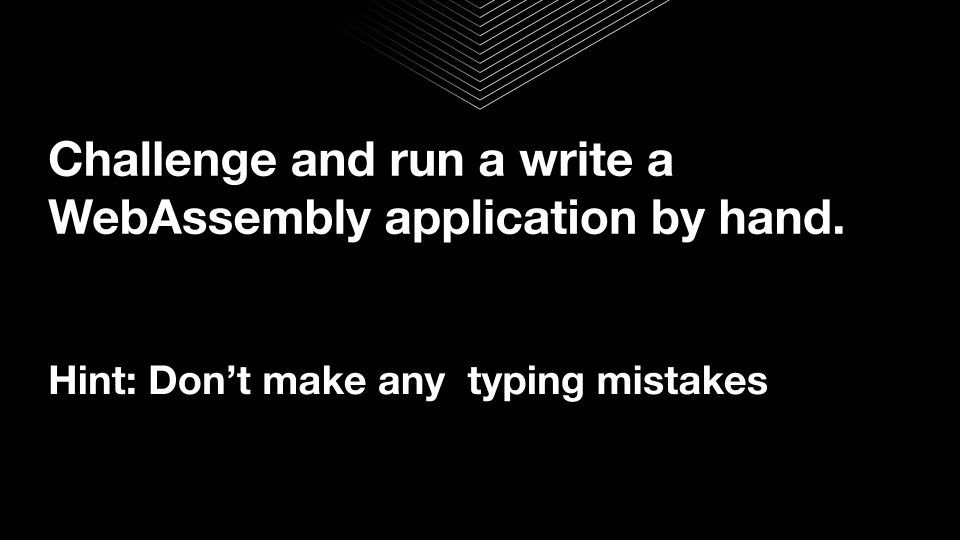 Challenge and run a write a
WebAssembly application by hand.
Hint: Don’t make any  typing mistakes